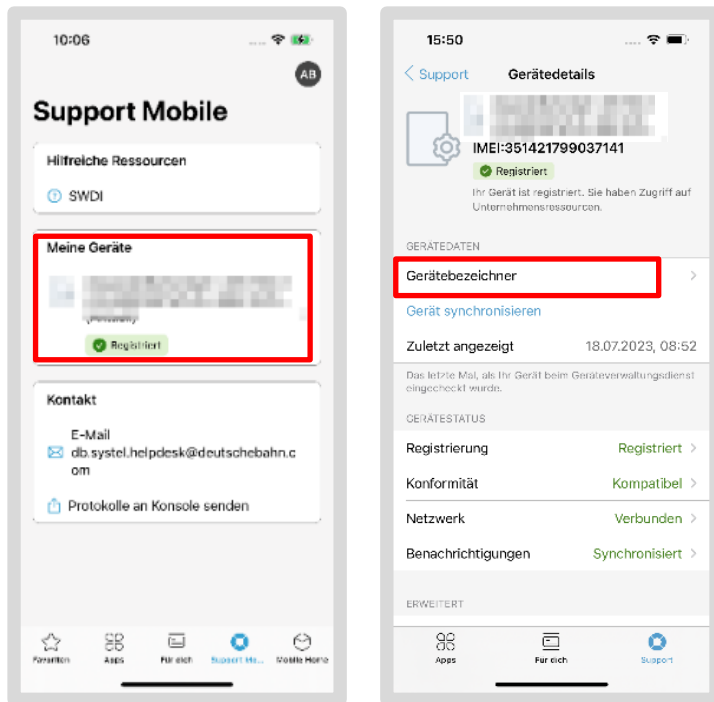 10:06
AB
Support Mobile
Hilfreiche Ressourcen
SWDI
Meine Geräte
Registriert
Kontakt
E-Mail
db.systel.helpdesk@deutschebahn.c
om
Protokolle an Konsole senden
Favoriten
Apps
Für dich
Support Mo...
Mobile Home
15:50
Support
Gerätedetails
IMEI:351421799037141
Registriert
Ihr Gerät ist registriert. Sie haben Zugriff auf
Unternehmensressourcen.
GERÄTEDATEN
Gerätebezeichner
Gerät synchronisieren
Zuletzt angezeigt 18.07.2023, 08:52
Das letzte Mal, als Ihr Gerät beim Geräteverwaltungsdienst
eingecheckt wurde.
GERÄTESTATUS
Registrierung Registriert
Konformität Kompatibel
Netzwerk Verbunden
Benachrichtigungen Synchronisiert
ERWEITERT
Apps
Für dich
Support